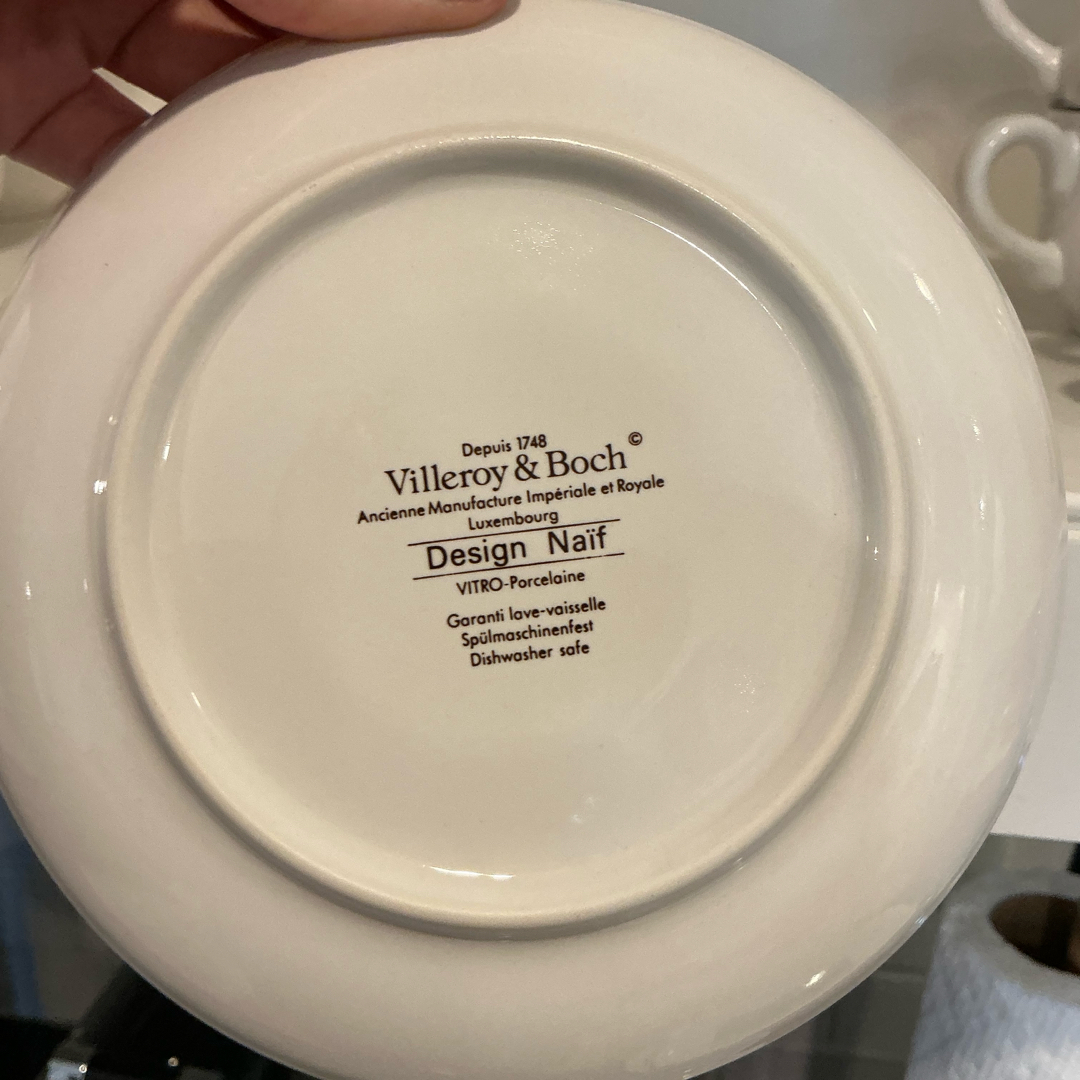 Depuis 1748
Villeroy & Boch ©
Ancienne Manufacture Impériale et Royale
Luxembourg
Design Naïf
VITRO-Porcelaine
Garanti lave-vaisselle
Spülmaschinenfest
Dishwasher safe